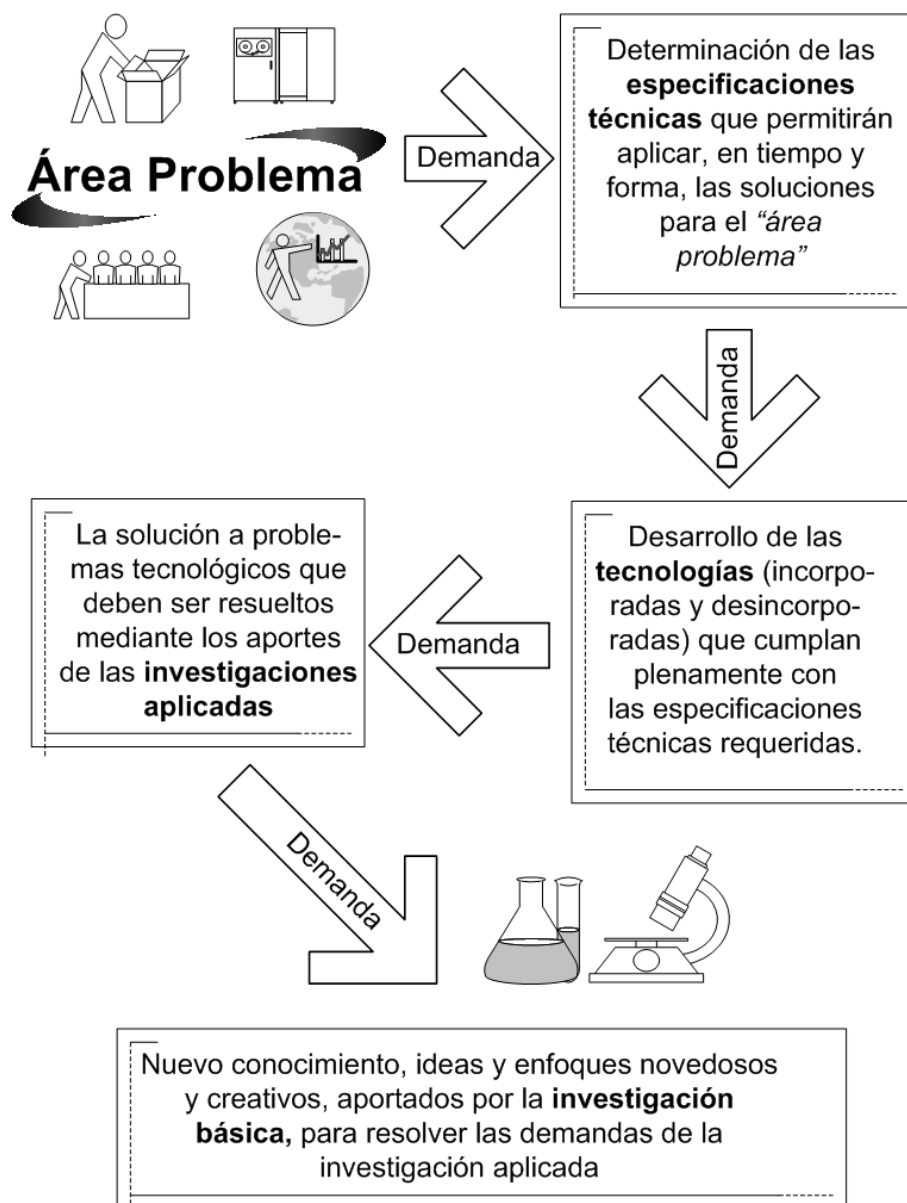 Área Problema
Demanda
Determinación de las
especificaciones
técnicas que permitirán
aplicar, en tiempo y
forma, las soluciones
para el “área
problema”
Demanda
Desarrollo de las
tecnologías (incorpo-
radas y desincorpo-
radas) que cumplan
plenamente con
las especificaciones
técnicas requeridas.
Demanda
La solución a proble-
mas tecnológicos que
deben ser resueltos
mediante los aportes
de las investigaciones
aplicadas
Demanda
Nuevo conocimiento, ideas y enfoques novedosos
y creativos, aportados por la investigación
básica, para resolver las demandas de la
investigación aplicada